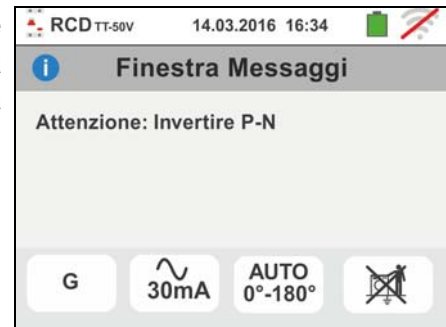 RCD TT-50V 14.03.2016 16:34
Finestra Messaggi
Attenzione: Invertire P-N
G
30mA
AUTO
0°-180°